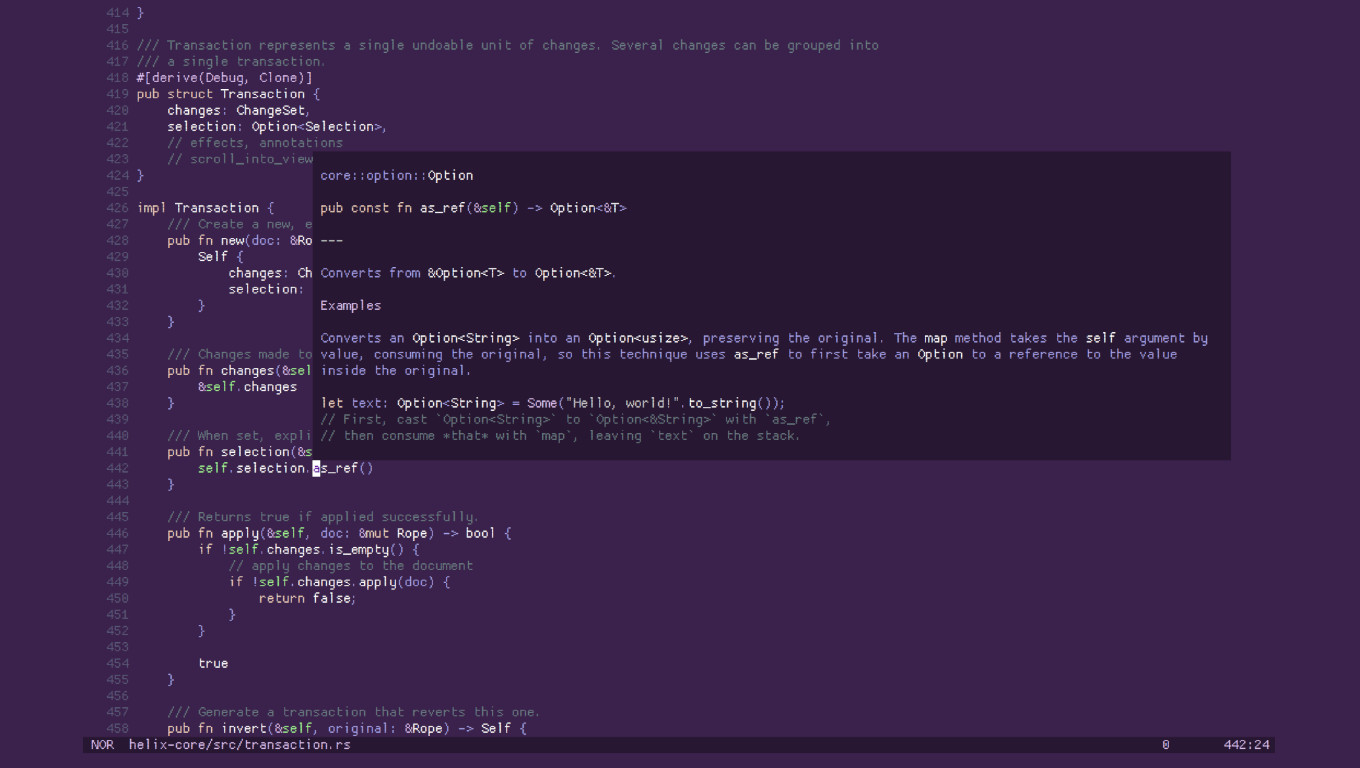 414 }
415
416 /// Transaction represents a single undoable unit of changes. Several changes can be grouped into
417 /// a single transaction.
418 #[derive(Debug, Clone)]
419 pub struct Transaction {
420     changes: ChangeSet,
421     selection: Option<Selection>,
422     // effects, annotations
423     // scroll_into_view
424 }
425
426 impl Transaction {
427     /// Create a new, e
428     pub fn new(doc: &Ro
429         Self {
430             changes: Ch
431             selection:
432         }
433     }
434
435     /// Changes made to
436     pub fn changes(&sel
437         &self.changes
438     }
439
440     /// When set, expli
441     pub fn selection(&s
442         self.selection.as_ref()
443     }
444
445     /// Returns true if applied successfully.
446     pub fn apply(&self, doc: &mut Rope) -> bool {
447         if !self.changes.is_empty() {
448             // apply changes to the document
449             if !self.changes.apply(doc) {
450                 return false;
451             }
452         }
453
454         true
455     }
456
457     /// Generate a transaction that reverts this one.
458     pub fn invert(&self, original: &Rope) -> Self {
core::option::Option
pub const fn as_ref(&self) -> Option<&T>
---
Converts from &Option<T> to Option<&T>.
Examples
Converts an Option<String> into an Option<usize>, preserving the original. The map method takes the self argument by
value, consuming the original, so this technique uses as_ref to first take an Option to a reference to the value
inside the original.
let text: Option<String> = Some("Hello, world!".to_string());
// First, cast `Option<String>` to `Option<&String>` with `as_ref`,
// then consume *that* with `map`, leaving `text` on the stack.
NOR helix-core/src/transaction.rs 0 442:24